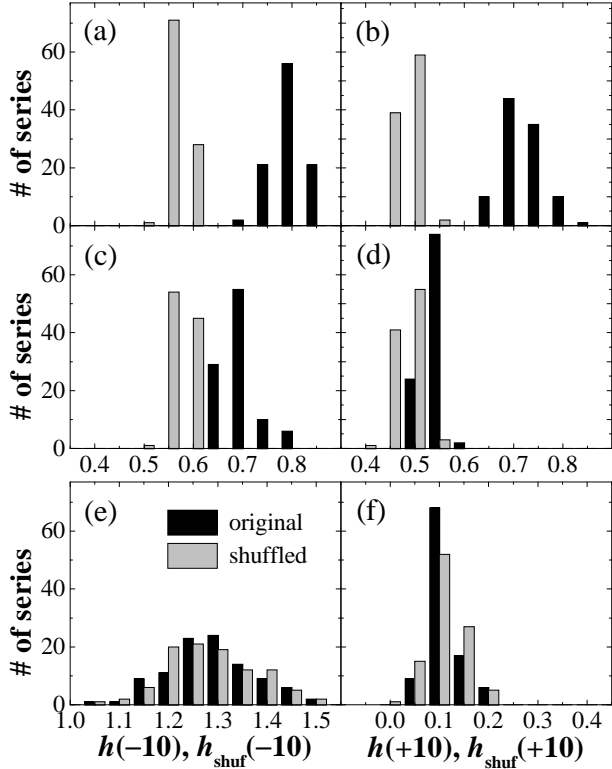 (a)
(b)
# of series
60
40
20
0
(c)
(d)
# of series
60
40
20
0
0.4 0.5 0.6 0.7 0.8
0.4 0.5 0.6 0.7 0.8
(e)
(f)
original
shuffled
# of series
60
40
20
0
1.0 1.1 1.2 1.3 1.4 1.5
0.0 0.1 0.2 0.3 0.4
h(−10), h_shuf(−10)
h(+10), h_shuf(+10)